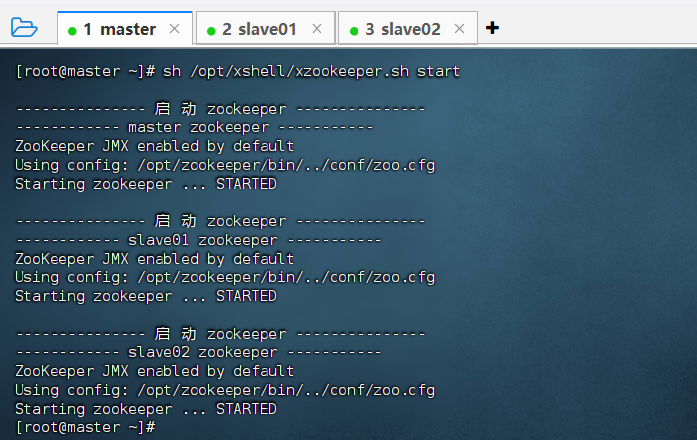 1 master × 2 slave01 × 3 slave02 × +
[root@master ~]# sh /opt/xshell/xzookeeper.sh start
--------------- 启 动 zookeeper ---------------
------------ master zookeeper -----------
ZooKeeper JMX enabled by default
Using config: /opt/zookeeper/bin/../conf/zoo.cfg
Starting zookeeper ... STARTED
--------------- 启 动 zookeeper ---------------
------------ slave01 zookeeper -----------
ZooKeeper JMX enabled by default
Using config: /opt/zookeeper/bin/../conf/zoo.cfg
Starting zookeeper ... STARTED
--------------- 启 动 zookeeper ---------------
------------ slave02 zookeeper -----------
ZooKeeper JMX enabled by default
Using config: /opt/zookeeper/bin/../conf/zoo.cfg
Starting zookeeper ... STARTED
[root@master ~]#